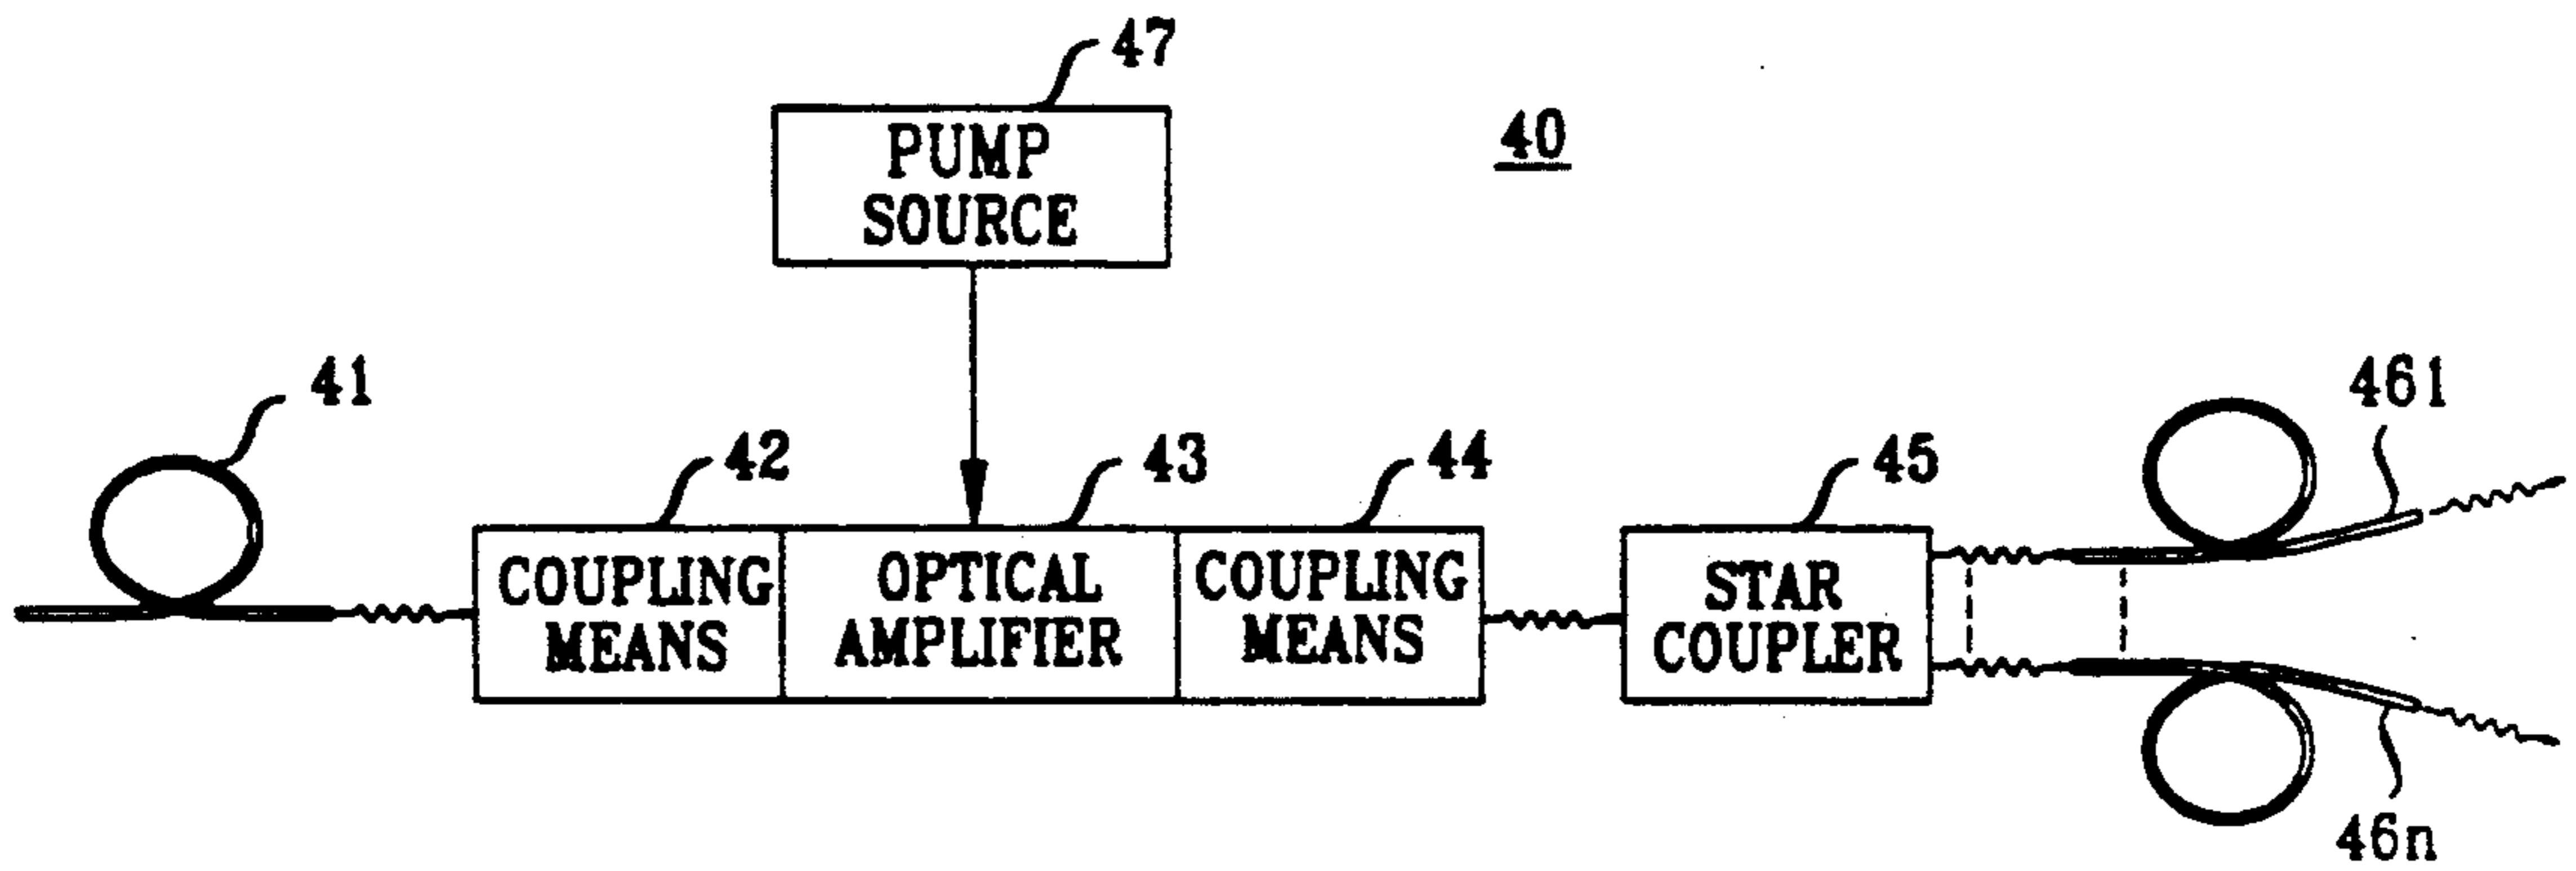 47
PUMP
SOURCE
40
41
42
43
44
45
461
COUPLING
MEANS
OPTICAL
AMPLIFIER
COUPLING
MEANS
STAR
COUPLER
46n